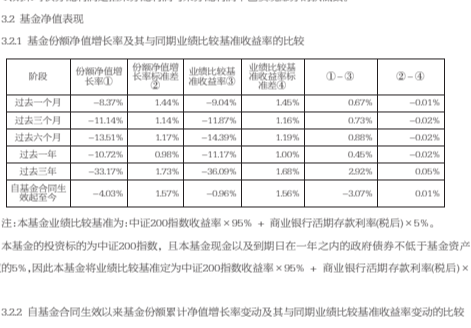 3.2 基金净值表现
3.2.1 基金份额净值增长率及其与同期业绩比较基准收益率的比较
阶段 份额净值增长率① 份额净值增长率标准差② 业绩比较基准收益率③ 业绩比较基准收益率标准差④ ①-③ ②-④
过去一个月 -8.37% 1.44% -9.04% 1.45% 0.67% -0.01%
过去三个月 -11.14% 1.14% -11.87% 1.16% 0.73% -0.02%
过去六个月 -13.51% 1.17% -14.39% 1.19% 0.88% -0.02%
过去一年 -10.72% 0.98% -11.17% 1.00% 0.45% -0.02%
过去三年 -33.17% 1.73% -36.09% 1.68% 2.92% 0.05%
自基金合同生效起至今 -4.03% 1.57% -0.96% 1.56% -3.07% 0.01%
注:本基金业绩比较基准为:中证200指数收益率×95% + 商业银行活期存款利率(税后)×5%。
本基金的投资标的为中证200指数，且本基金现金以及到期日在一年之内的政府债券不低于基金资产
的5%,因此本基金将业绩比较基准定为中证200指数收益率×95% + 商业银行活期存款利率(税后)×
3.2.2 自基金合同生效以来基金份额累计净值增长率变动及其与同期业绩比较基准收益率变动的比较